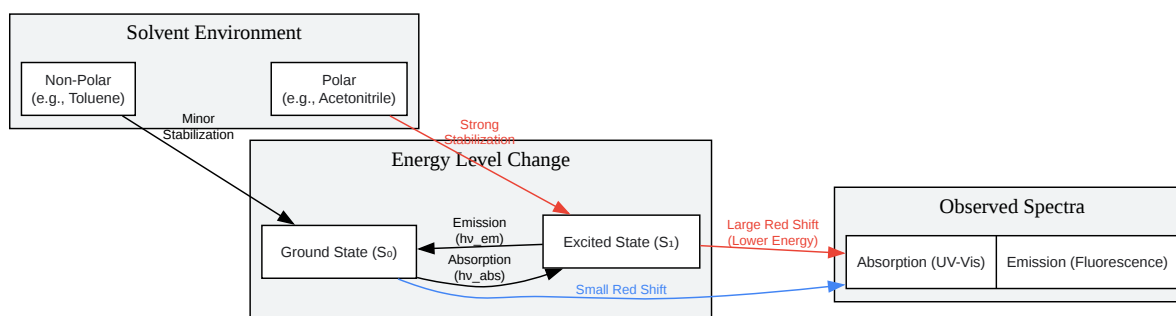 Solvent Environment
Non-Polar
(e.g., Toluene)
Polar
(e.g., Acetonitrile)
Minor
Stabilization
Strong
Stabilization
Energy Level Change
Ground State (S₀)
Emission
(hν_em)
Absorption
(hν_abs)
Excited State (S₁)
Large Red Shift
(Lower Energy)
Small Red Shift
Observed Spectra
Absorption (UV-Vis)
Emission (Fluorescence)